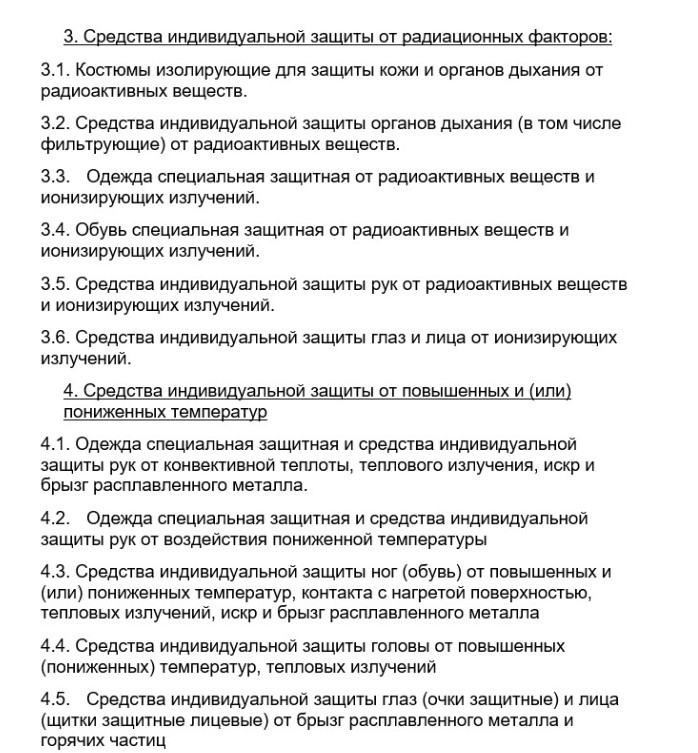 3. Средства индивидуальной защиты от радиационных факторов:
3.1. Костюмы изолирующие для защиты кожи и органов дыхания от
радиоактивных веществ.
3.2. Средства индивидуальной защиты органов дыхания (в том числе
фильтрующие) от радиоактивных веществ.
3.3. Одежда специальная защитная от радиоактивных веществ и
ионизирующих излучений.
3.4. Обувь специальная защитная от радиоактивных веществ и
ионизирующих излучений.
3.5. Средства индивидуальной защиты рук от радиоактивных веществ
и ионизирующих излучений.
3.6. Средства индивидуальной защиты глаз и лица от ионизирующих
излучений.
4. Средства индивидуальной защиты от повышенных и (или)
пониженных температур
4.1. Одежда специальная защитная и средства индивидуальной
защиты рук от конвективной теплоты, теплового излучения, искр и
брызг расплавленного металла.
4.2. Одежда специальная защитная и средства индивидуальной
защиты рук от воздействия пониженной температуры
4.3. Средства индивидуальной защиты ног (обувь) от повышенных и
(или) пониженных температур, контакта с нагретой поверхностью,
тепловых излучений, искр и брызг расплавленного металла
4.4. Средства индивидуальной защиты головы от повышенных
(пониженных) температур, тепловых излучений
4.5. Средства индивидуальной защиты глаз (очки защитные) и лица
(щитки защитные лицевые) от брызг расплавленного металла и
горячих частиц